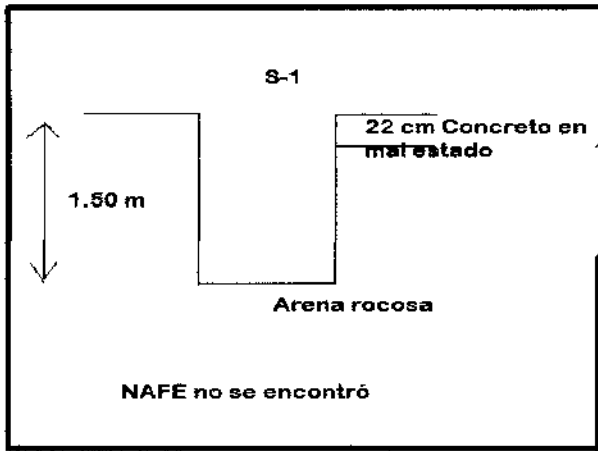 S-1
22 cm Concreto en
mal estado
1.50 m
Arena rocosa
NAFE no se encontró